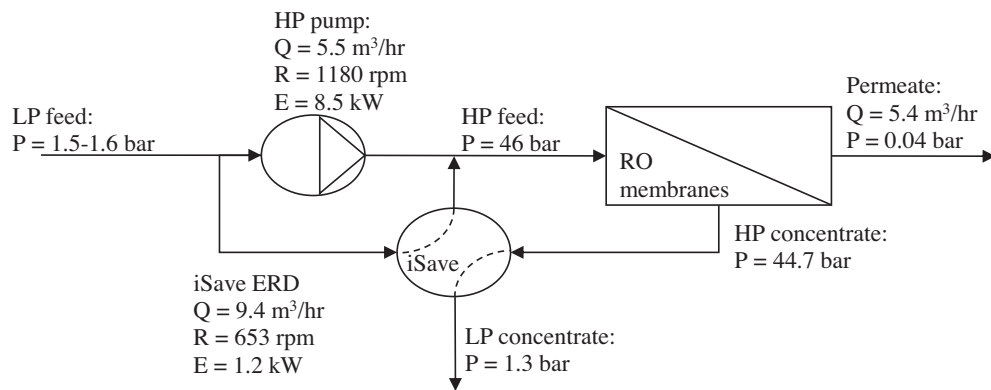 HP pump:
Q = 5.5 m³/hr
R = 1180 rpm
E = 8.5 kW
LP feed:
P = 1.5-1.6 bar
HP feed:
P = 46 bar
Permeate:
Q = 5.4 m³/hr
P = 0.04 bar
RO
membranes
HP concentrate:
P = 44.7 bar
iSave
iSave ERD
Q = 9.4 m³/hr
R = 653 rpm
E = 1.2 kW
LP concentrate:
P = 1.3 bar